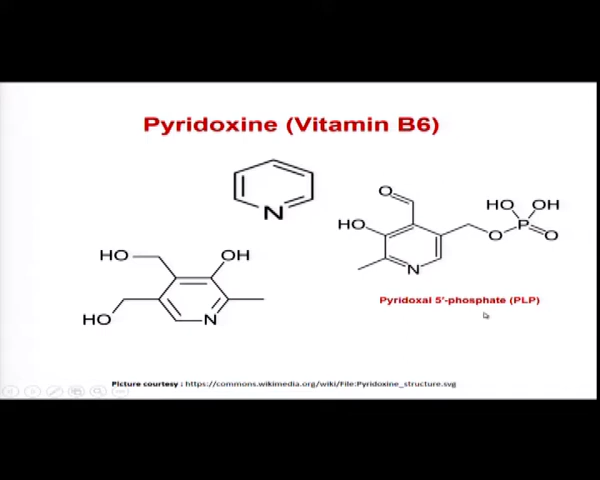 Pyridoxine (Vitamin B6)
N
O
HO
HO
OH
P
O
O
N
HO
OH
HO
N
Pyridoxal 5'-phosphate (PLP)
Picture courtesy : https://commons.wikimedia.org/wiki/File:Pyridoxine_structure.svg